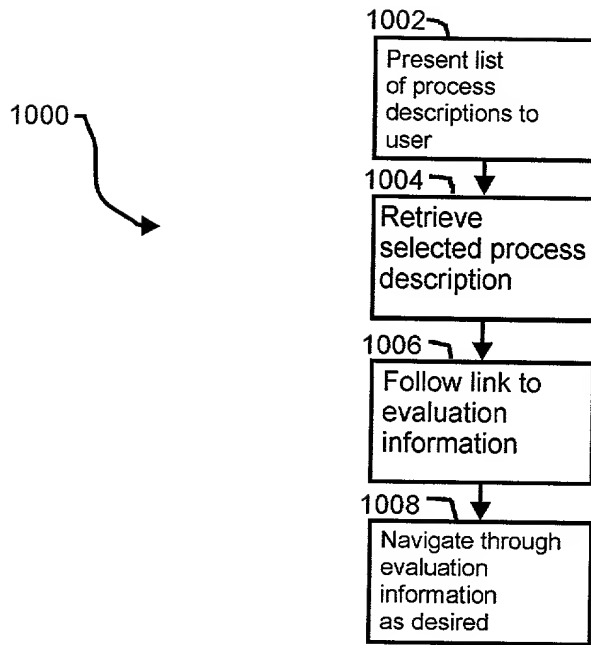 1002
Present list
of process
descriptions to
user
1000
1004
Retrieve
selected process
description
1006
Follow link to
evaluation
information
1008
Navigate through
evaluation
information
as desired